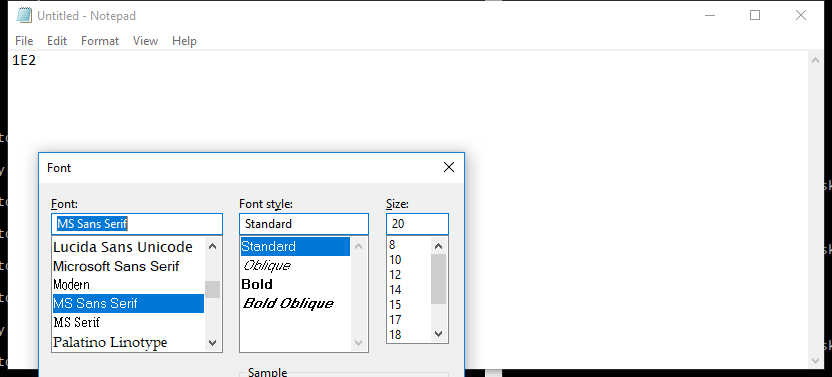 Untitled - Notepad
File Edit Format View Help
1E2
Font
Font: Font style: Size:
MS Sans Serif Standard 20
Lucida Sans Unicode Standard 8
Microsoft Sans Serif Oblique 10
Modern Bold 12
MS Sans Serif Bold Oblique 14
MS Serif 15
Palatino Linotype 17
18
Sample